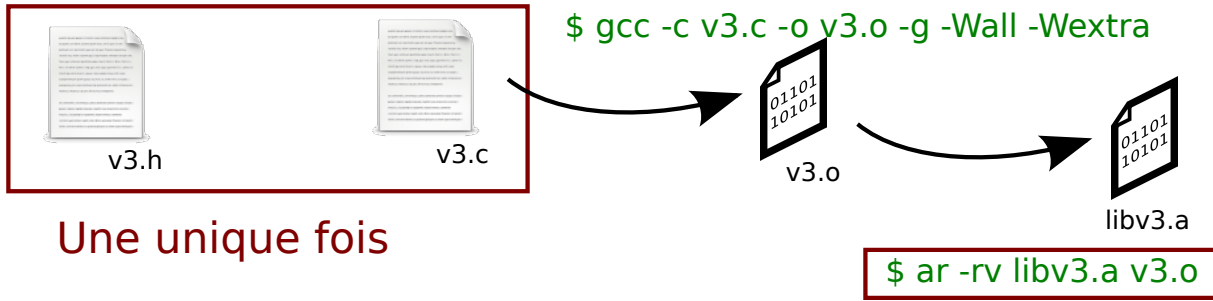 $ gcc -c v3.c -o v3.o -g -Wall -Wextra
v3.h
v3.c
01101
10101
v3.o
01101
10101
libv3.a
Une unique fois
$ ar -rv libv3.a v3.o